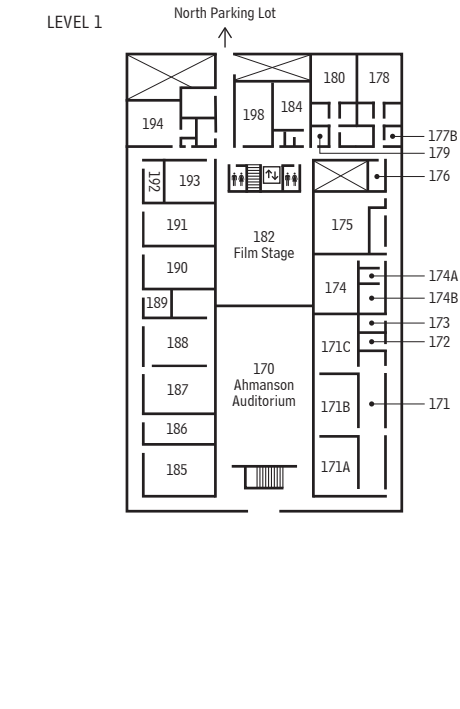 North Parking Lot
LEVEL 1
180
178
198
184
194
177B
179
176
192
193
191
175
182
Film Stage
190
174A
174
174B
189
173
188
171C
172
170
Ahmanson
Auditorium
187
171B
171
186
185
171A